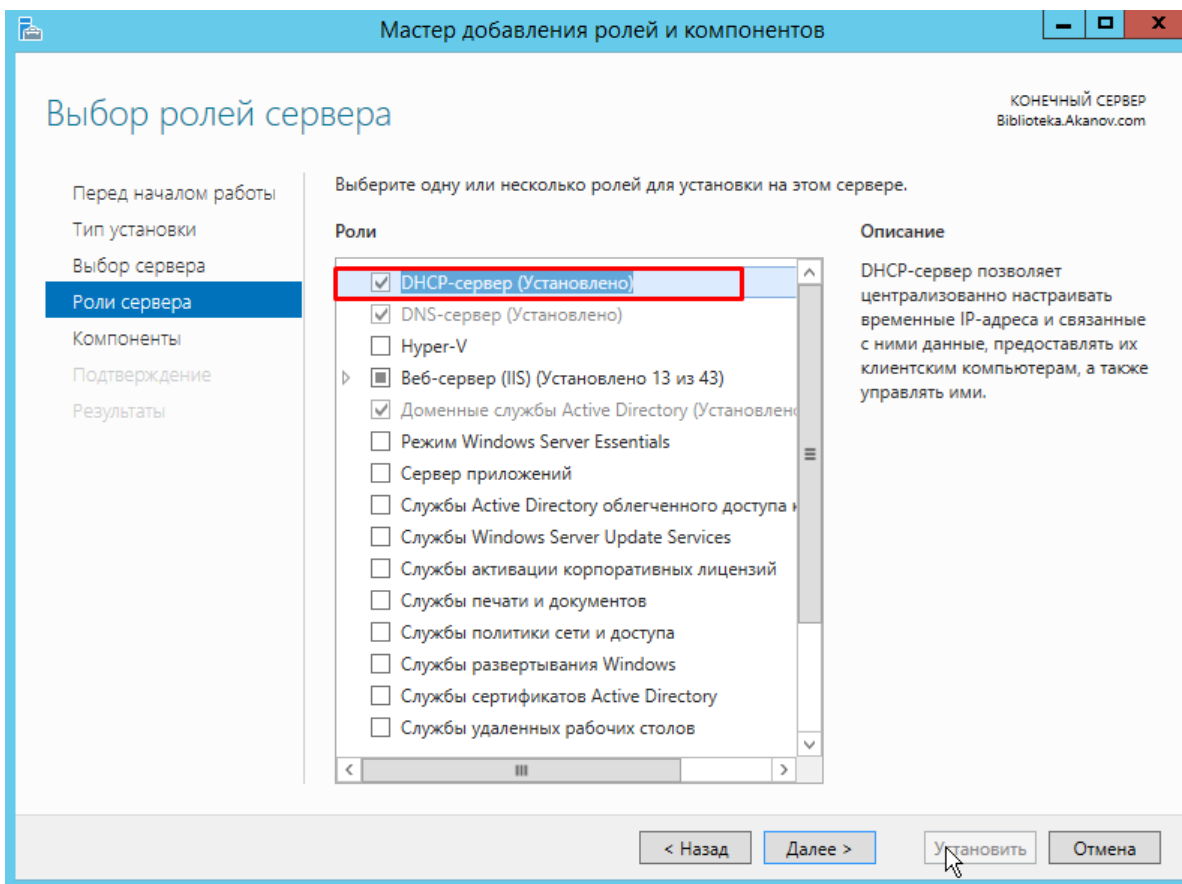 Мастер добавления ролей и компонентов
Выбор ролей сервера
КОНЕЧНЫЙ СЕРВЕР
Biblioteka.Akanov.com
Перед началом работы
Тип установки
Выбор сервера
Роли сервера
Компоненты
Подтверждение
Результаты
Выберите одну или несколько ролей для установки на этом сервере.
Роли
DHCP-сервер (Установлено)
DNS-сервер (Установлено)
Hyper-V
Веб-сервер (IIS) (Установлено 13 из 43)
Доменные службы Active Directory (Установлено
Режим Windows Server Essentials
Сервер приложений
Службы Active Directory облегченного доступа к
Службы Windows Server Update Services
Службы активации корпоративных лицензий
Службы печати и документов
Службы политики сети и доступа
Службы развертывания Windows
Службы сертификатов Active Directory
Службы удаленных рабочих столов
Описание
DHCP-сервер позволяет
централизованно настраивать
временные IP-адреса и связанные
с ними данные, предоставлять их
клиентским компьютерам, а также
управлять ими.
< Назад
Далее >
Установить
Отмена